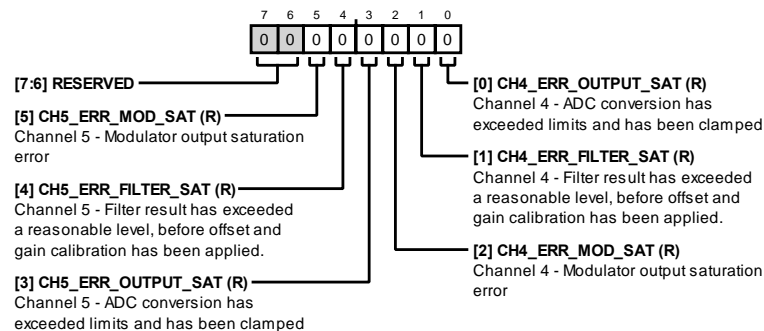 7 6 5 4 3 2 1 0
0 0 0 0 0 0 0 0
[7:6] RESERVED
[5] CH5_ERR_MOD_SAT (R)
Channel 5 - Modulator output saturation
error
[4] CH5_ERR_FILTER_SAT (R)
Channel 5 - Filter result has exceeded
a reasonable level, before offset and
gain calibration has been applied.
[3] CH5_ERR_OUTPUT_SAT (R)
Channel 5 - ADC conversion has
exceeded limits and has been clamped
[0] CH4_ERR_OUTPUT_SAT (R)
Channel 4 - ADC conversion has
exceeded limits and has been clamped
[1] CH4_ERR_FILTER_SAT (R)
Channel 4 - Filter result has exceeded
a reasonable level, before offset and
gain calibration has been applied.
[2] CH4_ERR_MOD_SAT (R)
Channel 4 - Modulator output saturation
error